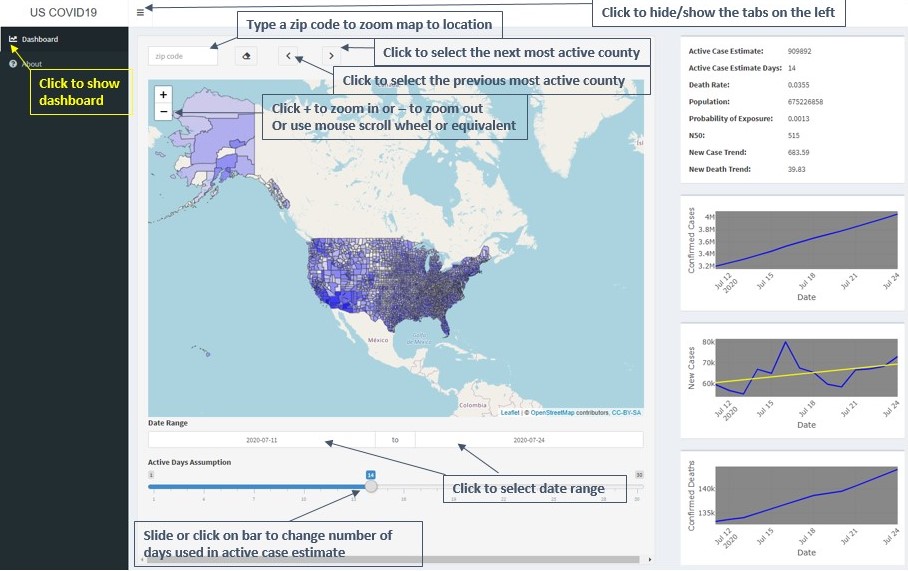 US COVID19
Click to hide/show the tabs on the left
Dashboard
About
Click to show
dashboard
Type a zip code to zoom map to location
zip code
Click to select the next most active county
Click to select the previous most active county
+
−
Click + to zoom in or – to zoom out
Or use mouse scroll wheel or equivalent
México
Colombia
Leaflet | © OpenStreetMap contributors, CC-BY-SA
Date Range
2020-07-11 to 2020-07-24
Active Days Assumption
1 14 30
Click to select date range
Slide or click on bar to change number of
days used in active case estimate
Active Case Estimate: 909892
Active Case Estimate Days: 14
Death Rate: 0.0355
Population: 675226858
Probability of Exposure: 0.0013
N50: 515
New Case Trend: 683.59
New Death Trend: 39.83
Confirmed Cases
4M
3.8M
3.6M
3.4M
3.2M
Jul 12 Jul 15 Jul 18 Jul 21 Jul 24
2020
Date
New Cases
80k
70k
60k
Jul 12 Jul 15 Jul 18 Jul 21 Jul 24
2020
Date
Confirmed Deaths
140k
135k
Jul 12 Jul 15 Jul 18 Jul 21 Jul 24
2020
Date